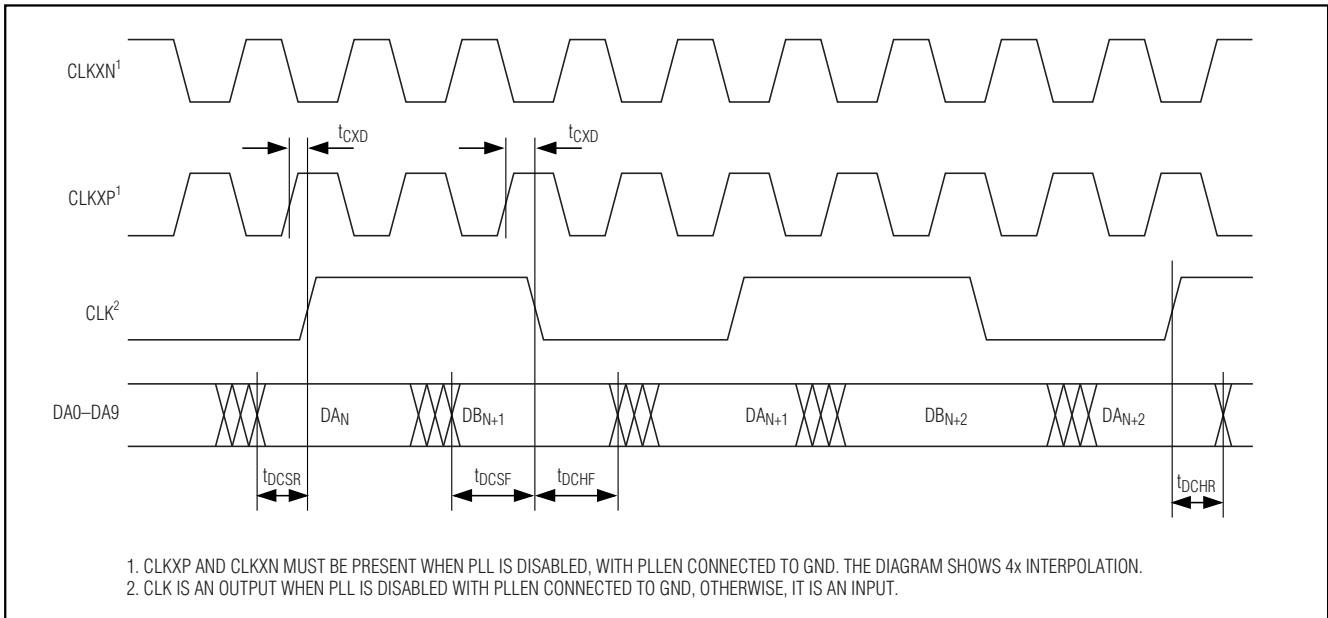 CLKXN¹
tCXD tCXD
CLKXP¹
CLK²
DA0–DA9 DAN DBN+1 DAN+1 DBN+2 DAN+2
tDCSR tDCSF tDCHF tDCHR
1. CLKXP AND CLKXN MUST BE PRESENT WHEN PLL IS DISABLED, WITH PLLEN CONNECTED TO GND. THE DIAGRAM SHOWS 4x INTERPOLATION.
2. CLK IS AN OUTPUT WHEN PLL IS DISABLED WITH PLLEN CONNECTED TO GND, OTHERWISE, IT IS AN INPUT.